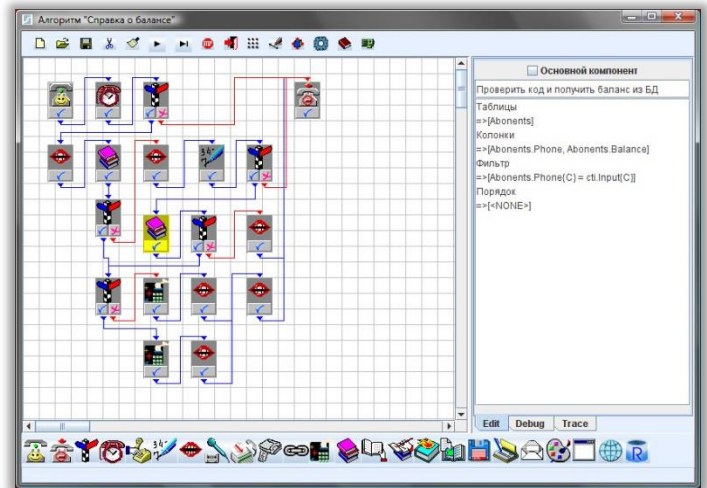 Алгоритм "Справка о балансе"
Основной компонент
Проверить код и получить баланс из БД
Таблицы
=>[Abonents]
Колонки
=>[Abonents.Phone, Abonents.Balance]
Фильтр
=>[Abonents.Phone{C} = cti.Input{C}]
Порядок
=>[<NONE>]
Edit Debug Trace